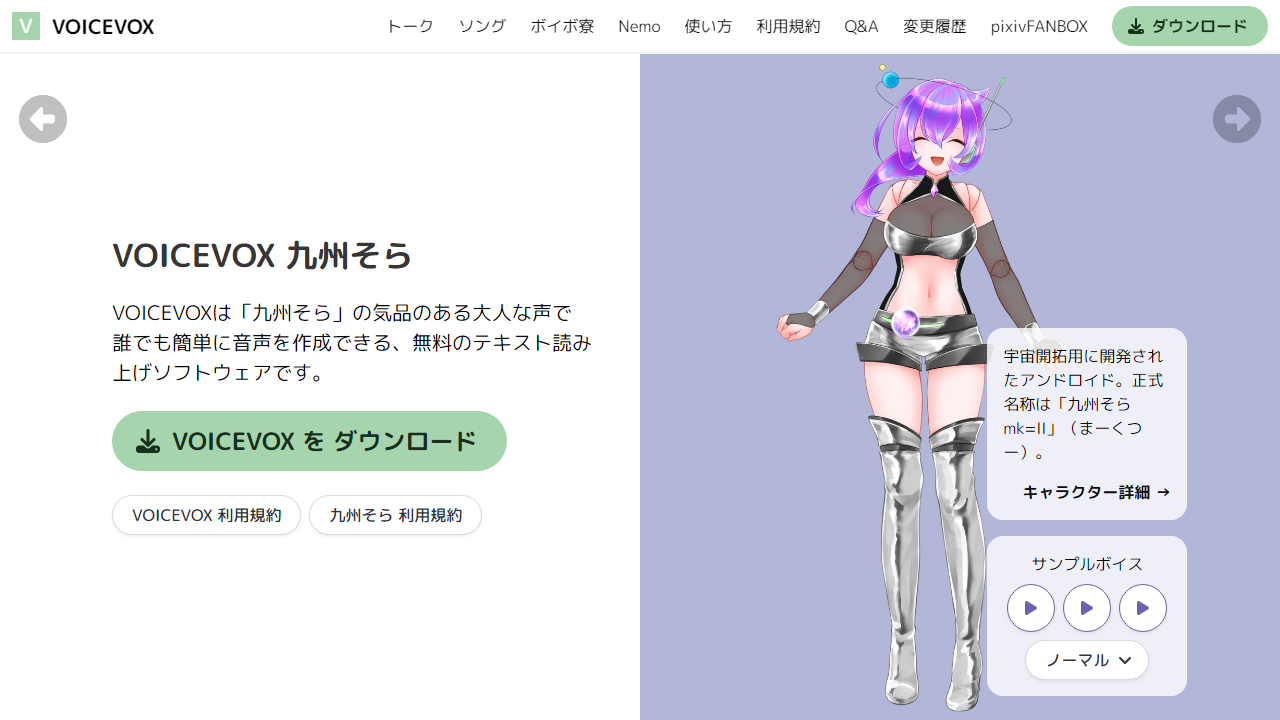 V VOICEVOX トーク ソング ボイボ寮 Nemo 使い方 利用規約 Q&A 変更履歴 pixivFANBOX ダウンロード
VOICEVOX 九州そら
VOICEVOXは「九州そら」の気品のある大人な声で
誰でも簡単に音声を作成できる、無料のテキスト読み
上げソフトウェアです。
VOICEVOX を ダウンロード
VOICEVOX 利用規約 九州そら 利用規約
宇宙開拓用に開発され
たアンドロイド。正式
名称は「九州そら
mk=II」（まーくつ
ー）。
キャラクター詳細 →
サンプルボイス
ノーマル